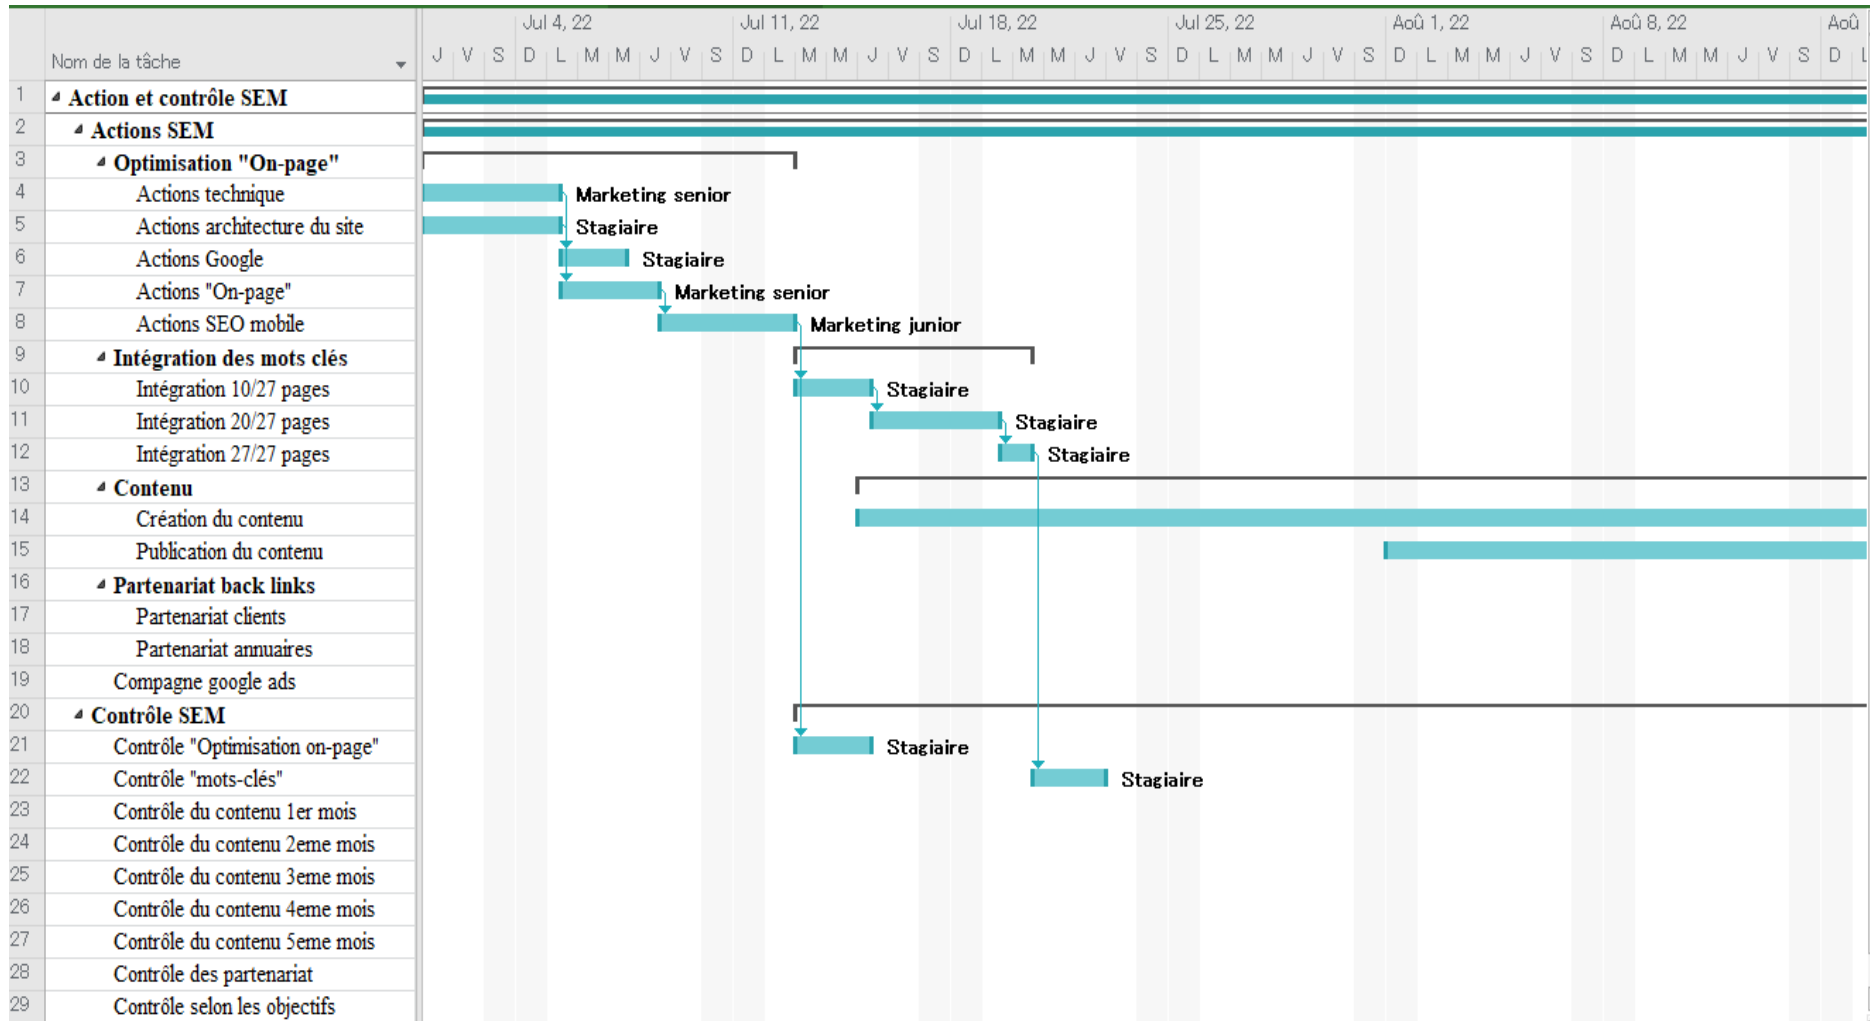 Jul 4, 22 Jul 11, 22 Jul 18, 22 Jul 25, 22 Aoû 1, 22 Aoû 8, 22 Aoû
Nom de la tâche J V S D L M M J V S D L M M J V S D L M M J V S D L M M J V S D L M M J V S D L M M J V S D L
1 Action et contrôle SEM
2 Actions SEM
3 Optimisation "On-page"
4 Actions technique Marketing senior
5 Actions architecture du site Stagiaire
6 Actions Google Stagiaire
7 Actions "On-page" Marketing senior
8 Actions SEO mobile Marketing junior
9 Intégration des mots clés
10 Intégration 10/27 pages Stagiaire
11 Intégration 20/27 pages Stagiaire
12 Intégration 27/27 pages Stagiaire
13 Contenu
14 Création du contenu
15 Publication du contenu
16 Partenariat back links
17 Partenariat clients
18 Partenariat annuaires
19 Compagne google ads
20 Contrôle SEM
21 Contrôle "Optimisation on-page" Stagiaire
22 Contrôle "mots-clés" Stagiaire
23 Contrôle du contenu 1er mois
24 Contrôle du contenu 2eme mois
25 Contrôle du contenu 3eme mois
26 Contrôle du contenu 4eme mois
27 Contrôle du contenu 5eme mois
28 Contrôle des partenariat
29 Contrôle selon les objectifs